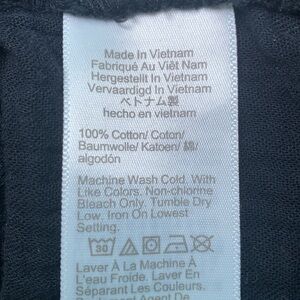 Made In Vietnam
Fabriqué Au Viêt Nam
Hergestellt In Vietnam
Vervaardigd In Vietnam
ベトナム製
hecho en vietnam
100% Cotton/ Coton/
Baumwolle/ Katoen/ 綿/
algodón
Machine Wash Cold. With
Like Colors. Non-chlorine
Bleach Only. Tumble Dry
Low. Iron On Lowest
Setting.
30
Laver À La Machine À
L'eau Froide. Laver En
Séparant Les Couleurs.
Agent De